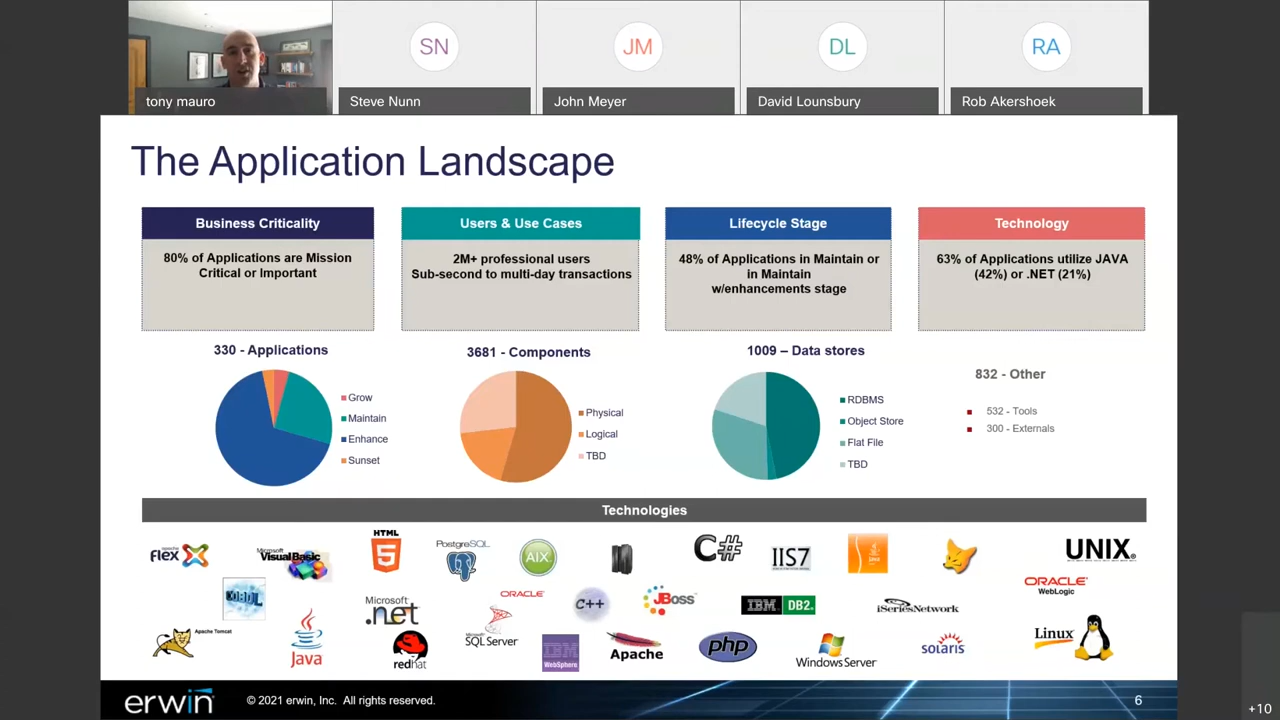 SN
JM
DL
RA
tony mauro
Steve Nunn
John Meyer
David Lounsbury
Rob Akershoek
The Application Landscape
Business Criticality
80% of Applications are Mission
Critical or Important
Users & Use Cases
2M+ professional users
Sub-second to multi-day transactions
Lifecycle Stage
48% of Applications in Maintain or
in Maintain
w/enhancements stage
Technology
63% of Applications utilize JAVA
(42%) or .NET (21%)
330 - Applications
Grow
Maintain
Enhance
Sunset
3681 - Components
Physical
Logical
TBD
1009 – Data stores
RDBMS
Object Store
Flat File
TBD
832 - Other
532 - Tools
300 - Externals
Technologies
flex
Microsoft
Visual Basic
HTML
5
PostgreSQL
AIX
C#
IIS7
UNIX®
COBOL
Microsoft
.net
ORACLE
C++
JBoss
IBM DB2.
iSeriesNetwork
ORACLE
WebLogic
Apache Tomcat
Java
redhat
Microsoft
SQL Server
IBM
WebSphere
Apache
php
Windows Server
solaris
Linux
erwin
© 2021 erwin, Inc. All rights reserved.
6
+10